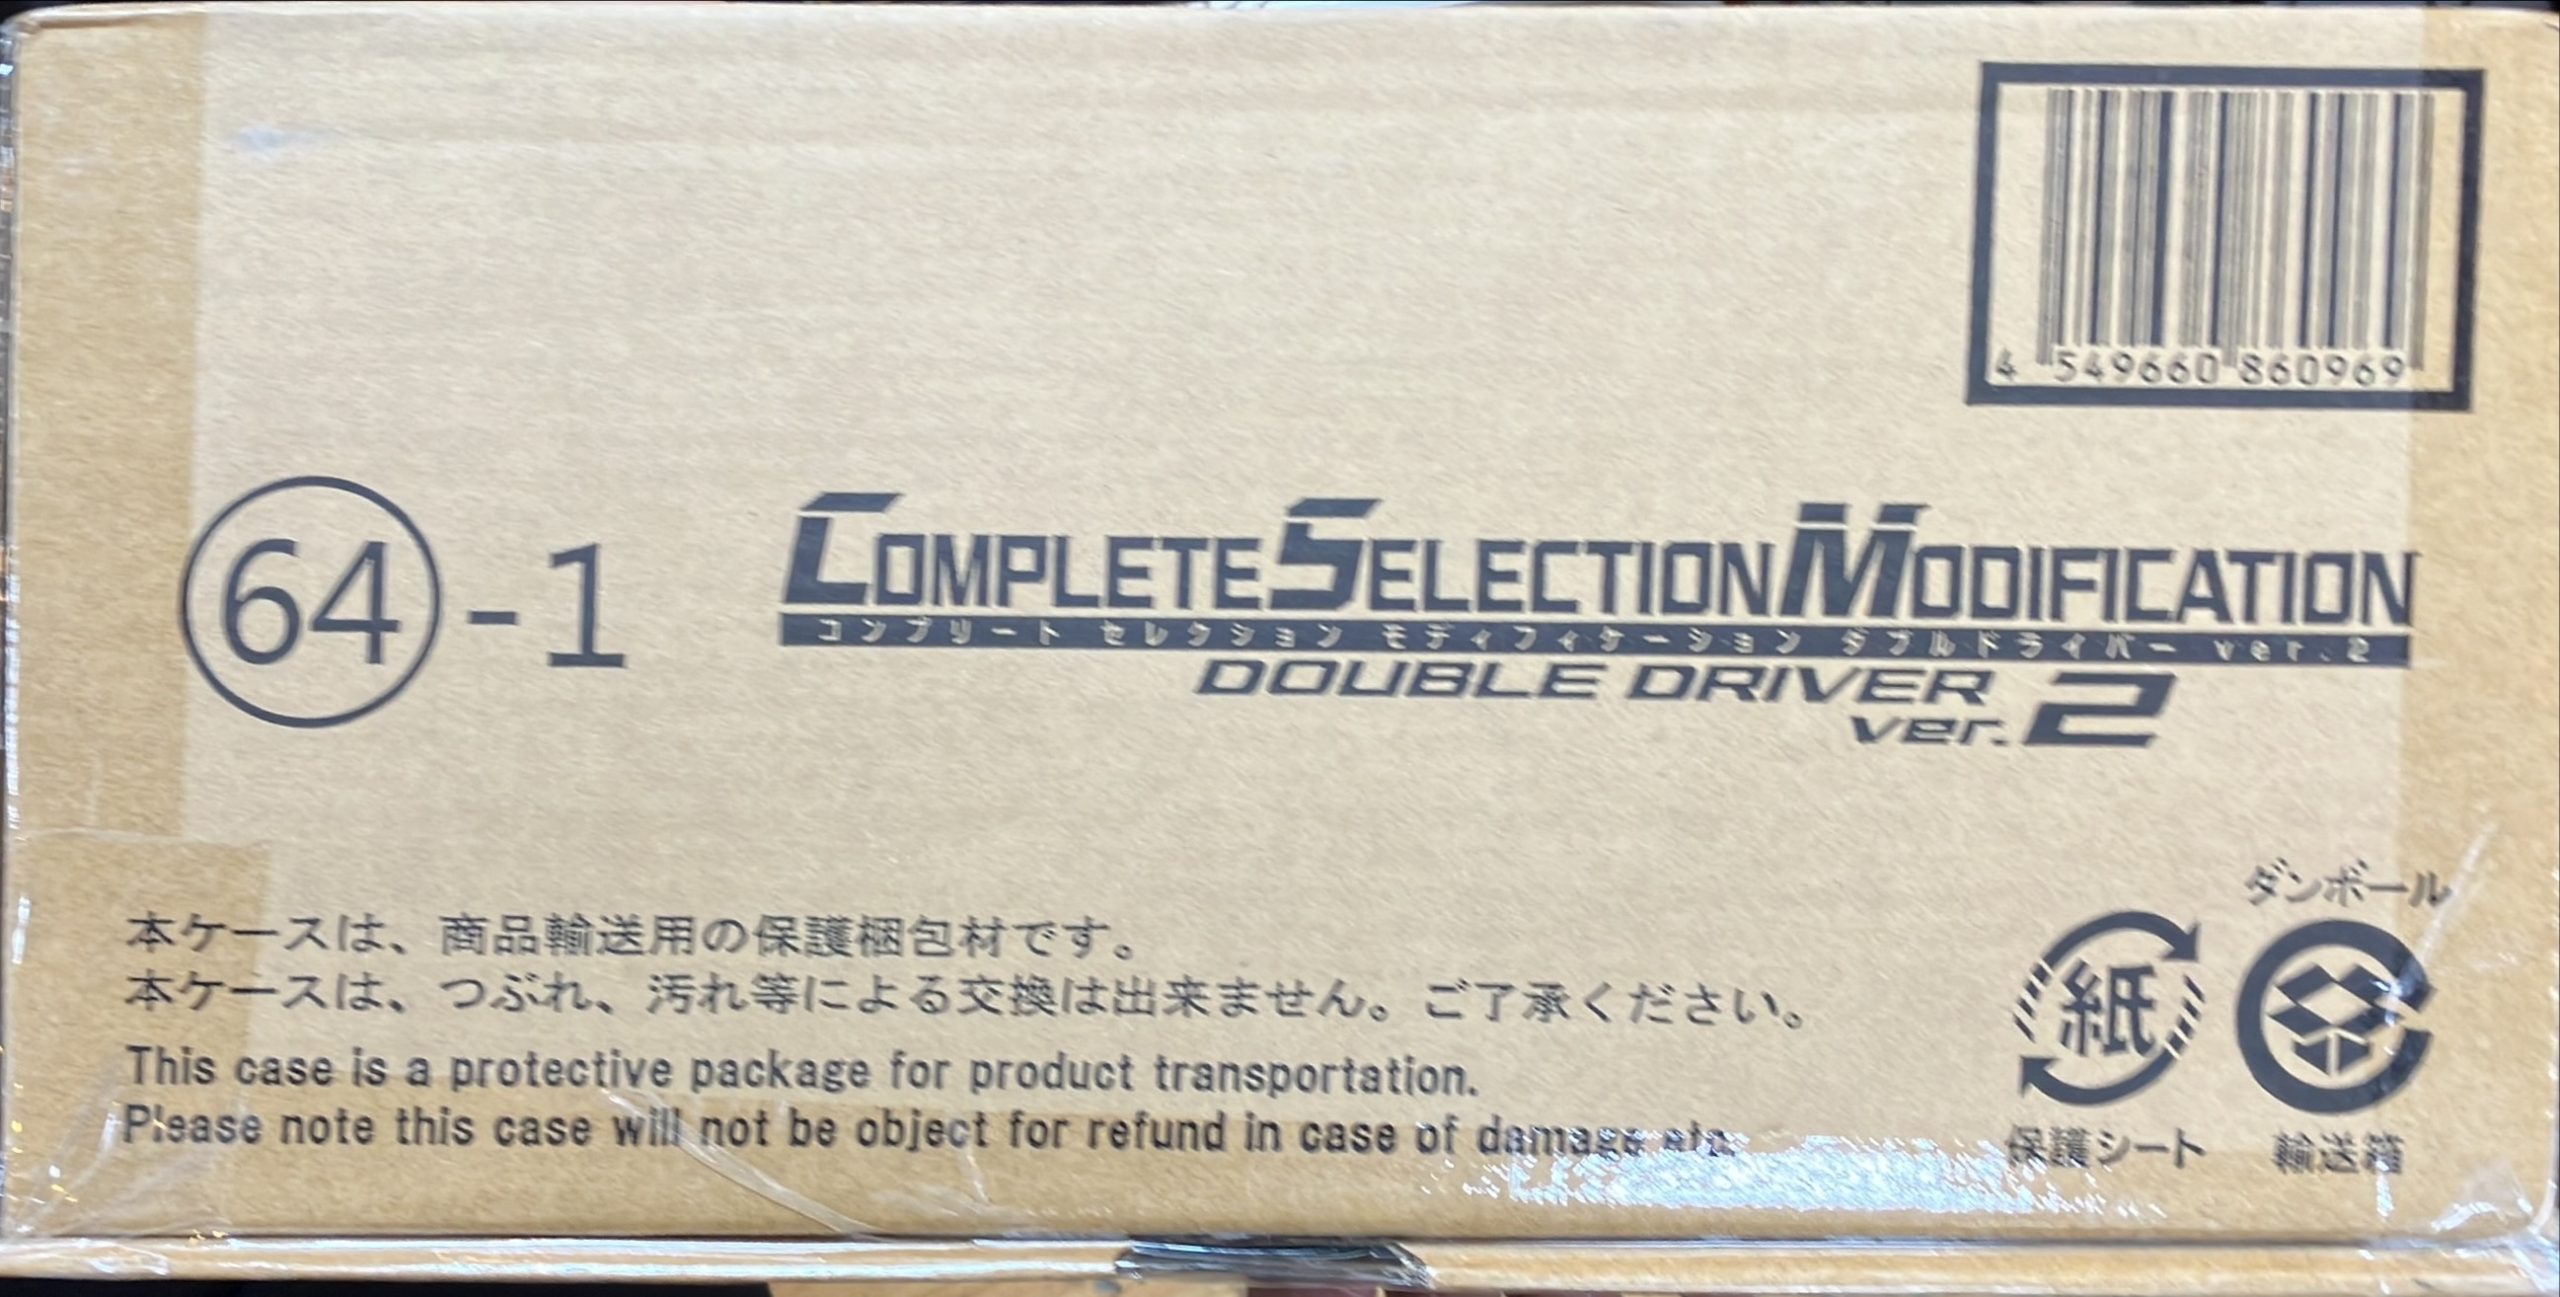 4 549660 860969
64 -1
COMPLETE SELECTION MODIFICATION
コンプリート セレクション モディフィケーション ダブルドライバー ver.2
DOUBLE DRIVER
ver.2
本ケースは、商品輸送用の保護梱包材です。
本ケースは、つぶれ、汚れ等による交換は出来ません。ご了承ください。
This case is a protective package for product transportation.
Please note this case will not be object for refund in case of damage etc.
ダンボール
紙
保護シート
輸送箱